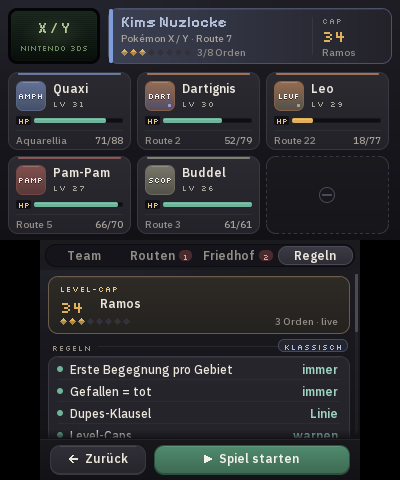 X/Y
NINTENDO 3DS
Kims Nuzlocke
Pokémon X/Y · Route 7
3/8 Orden
CAP
34
Ramos
AMPH
Quaxi
LV 31
HP
Aquarellia
71/88
DART
Dartignis
LV 30
HP
Route 2
52/79
LEUF
Leo
LV 29
HP
Route 22
18/77
PAMP
Pam-Pam
LV 27
HP
Route 5
66/70
SCOP
Buddel
LV 26
HP
Route 3
61/61
Team
Routen 1
Friedhof 2
Regeln
LEVEL-CAP
34 Ramos
3 Orden · live
REGELN
KLASSISCH
Erste Begegnung pro Gebiet immer
Gefallen = tot immer
Dupes-Klausel Linie
Level-Caps warnen
← Zurück
▶ Spiel starten